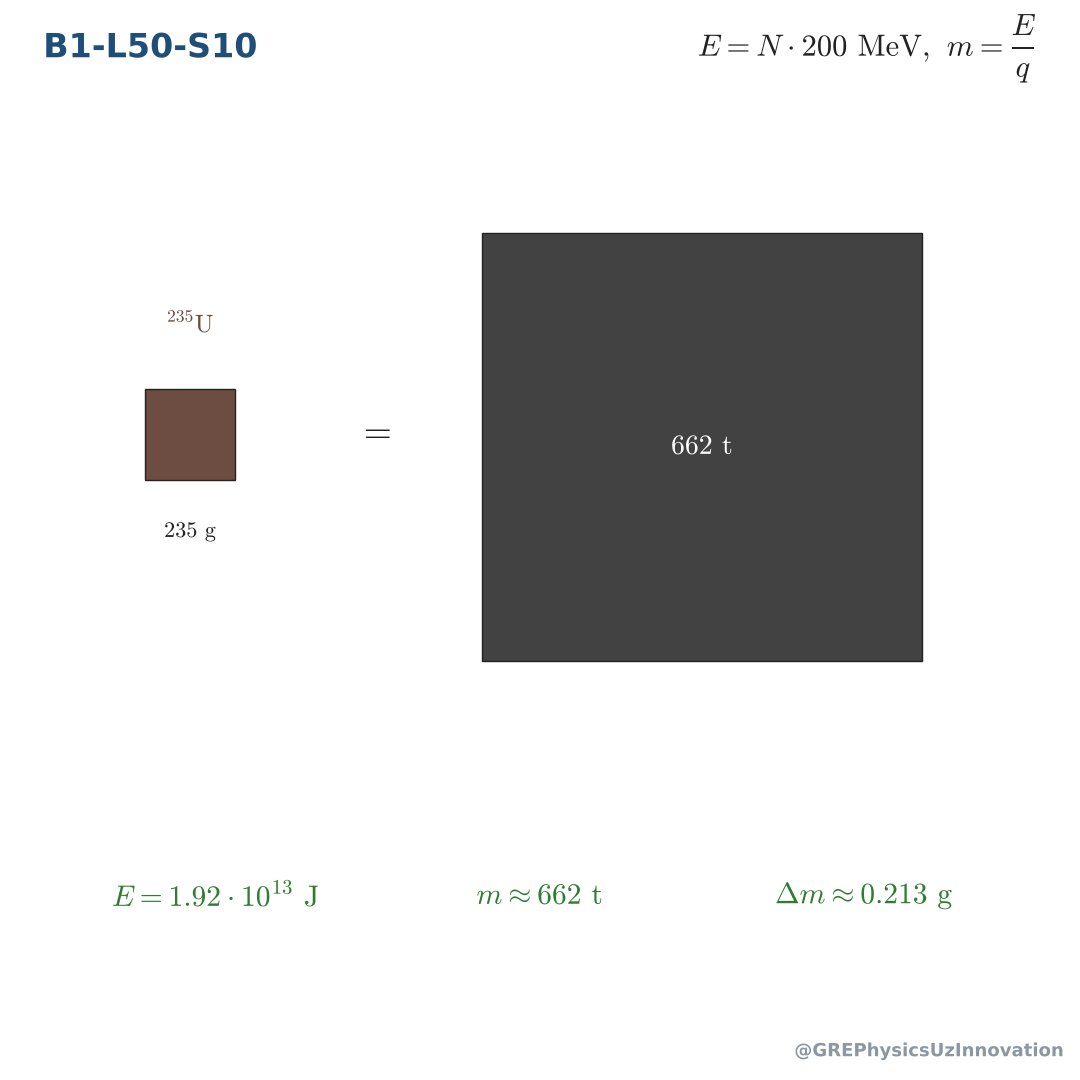 B1-L50-S10
E = N · 200 MeV, m = E/q
²³⁵U
235 g
=
662 t
E = 1.92 · 10¹³ J
m ≈ 662 t
Δm ≈ 0.213 g
@GREPhysicsUzInnovation